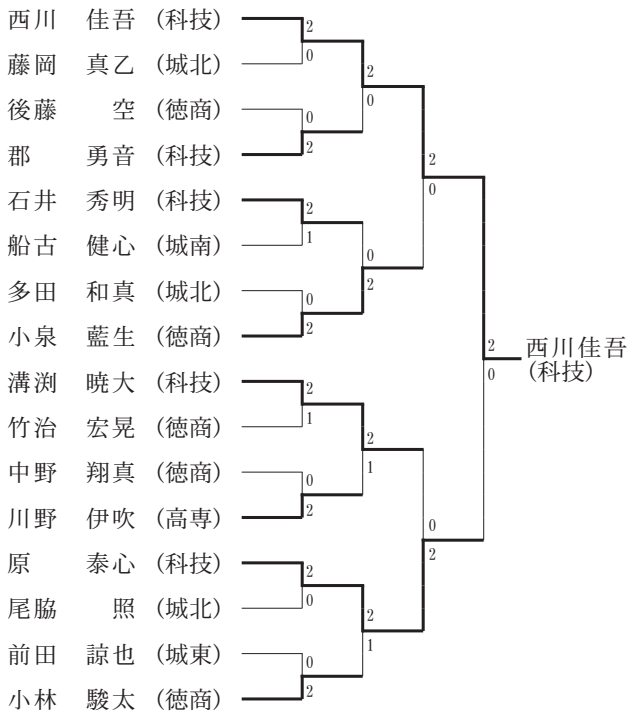 西川 佳吾 (科技)
藤岡 真乙 (城北)
後藤 空 (徳商)
郡 勇音 (科技)
石井 秀明 (科技)
船古 健心 (城南)
多田 和真 (城北)
小泉 藍生 (徳商)
溝渕 暁大 (科技)
竹治 宏晃 (徳商)
中野 翔真 (徳商)
川野 伊吹 (高専)
原 泰心 (科技)
尾脇 照 (城北)
前田 諒也 (城東)
小林 駿太 (徳商)
2
0
0
2
2
1
0
2
2
1
0
2
2
0
0
2
2
0
0
2
2
1
2
1
2
0
0
2
2
0
西川佳吾
(科技)